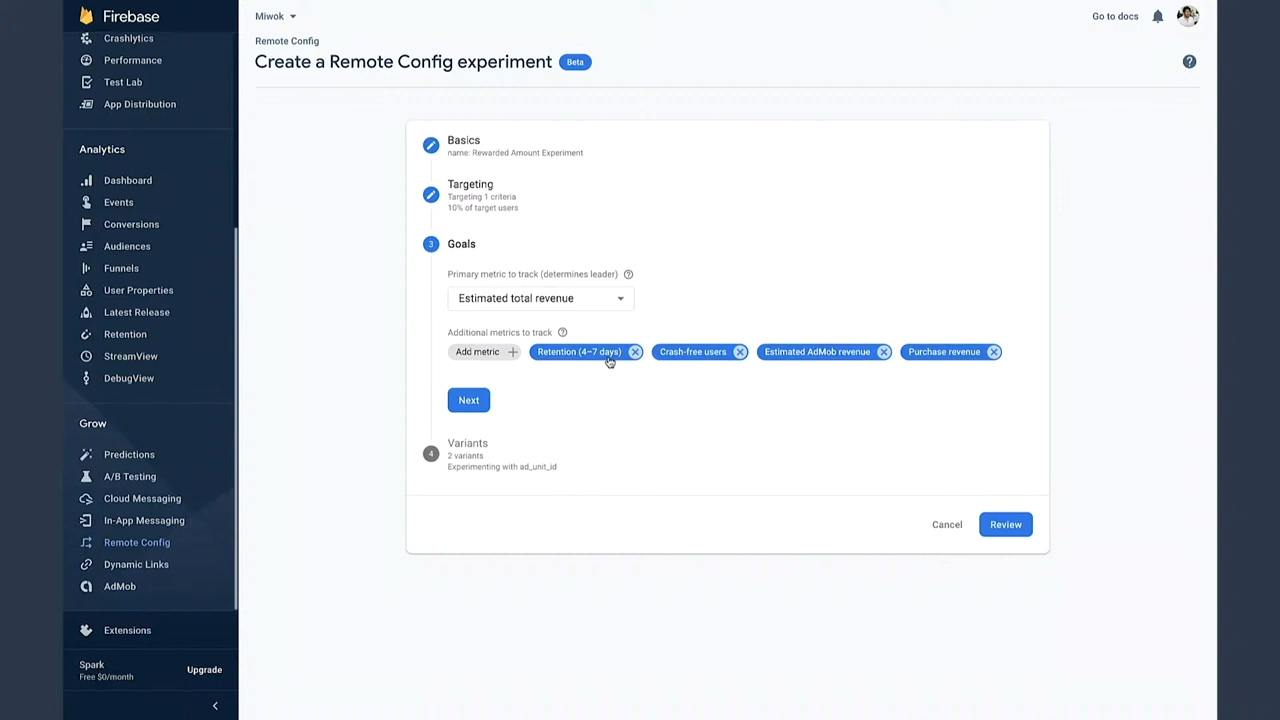 Firebase
Crashlytics
Performance
Test Lab
App Distribution
Analytics
Dashboard
Events
Conversions
Audiences
Funnels
User Properties
Latest Release
Retention
StreamView
DebugView
Grow
Predictions
A/B Testing
Cloud Messaging
In-App Messaging
Remote Config
Dynamic Links
AdMob
Extensions
Spark
Free $0/month
Upgrade
Miwok
Go to docs
Remote Config
Create a Remote Config experiment Beta
Basics
name: Rewarded Amount Experiment
Targeting
Targeting 1 criteria
10% of target users
3 Goals
Primary metric to track (determines leader)
Estimated total revenue
Additional metrics to track
Add metric Retention (4–7 days) Crash-free users Estimated AdMob revenue Purchase revenue
Next
4 Variants
2 variants
Experimenting with ad_unit_id
Cancel Review